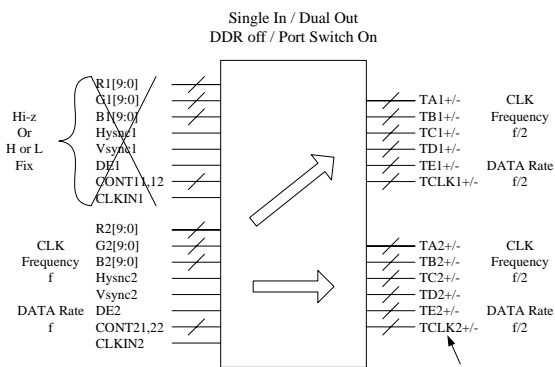 Single In / Dual Out
DDR off / Port Switch On
Hi-z
Or
H or L
Fix
R1[9:0]
G1[9:0]
B1[9:0]
Hysnc1
Vsync1
DE1
CONT11,12
CLKIN1
TA1+/-
TB1+/-
TC1+/-
TD1+/-
TE1+/-
TCLK1+/-
CLK
Frequency
f/2
DATA Rate
f/2
CLK
Frequency
f
DATA Rate
f
R2[9:0]
G2[9:0]
B2[9:0]
Hysnc2
Vsync2
DE2
CONT21,22
CLKIN2
TA2+/-
TB2+/-
TC2+/-
TD2+/-
TE2+/-
TCLK2+/-
CLK
Frequency
f/2
DATA Rate
f/2